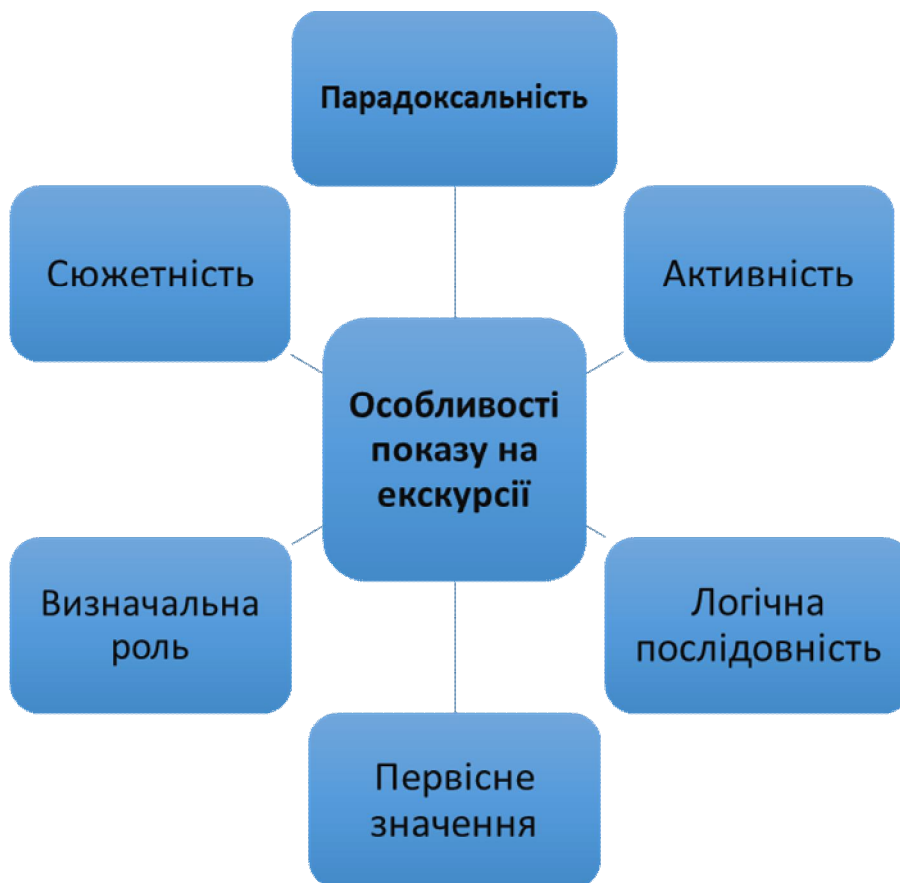 Парадоксальність
Сюжетність
Активність
Особливості
показу на
екскурсії
Визначальна
роль
Логічна
послідовність
Первісне
значення